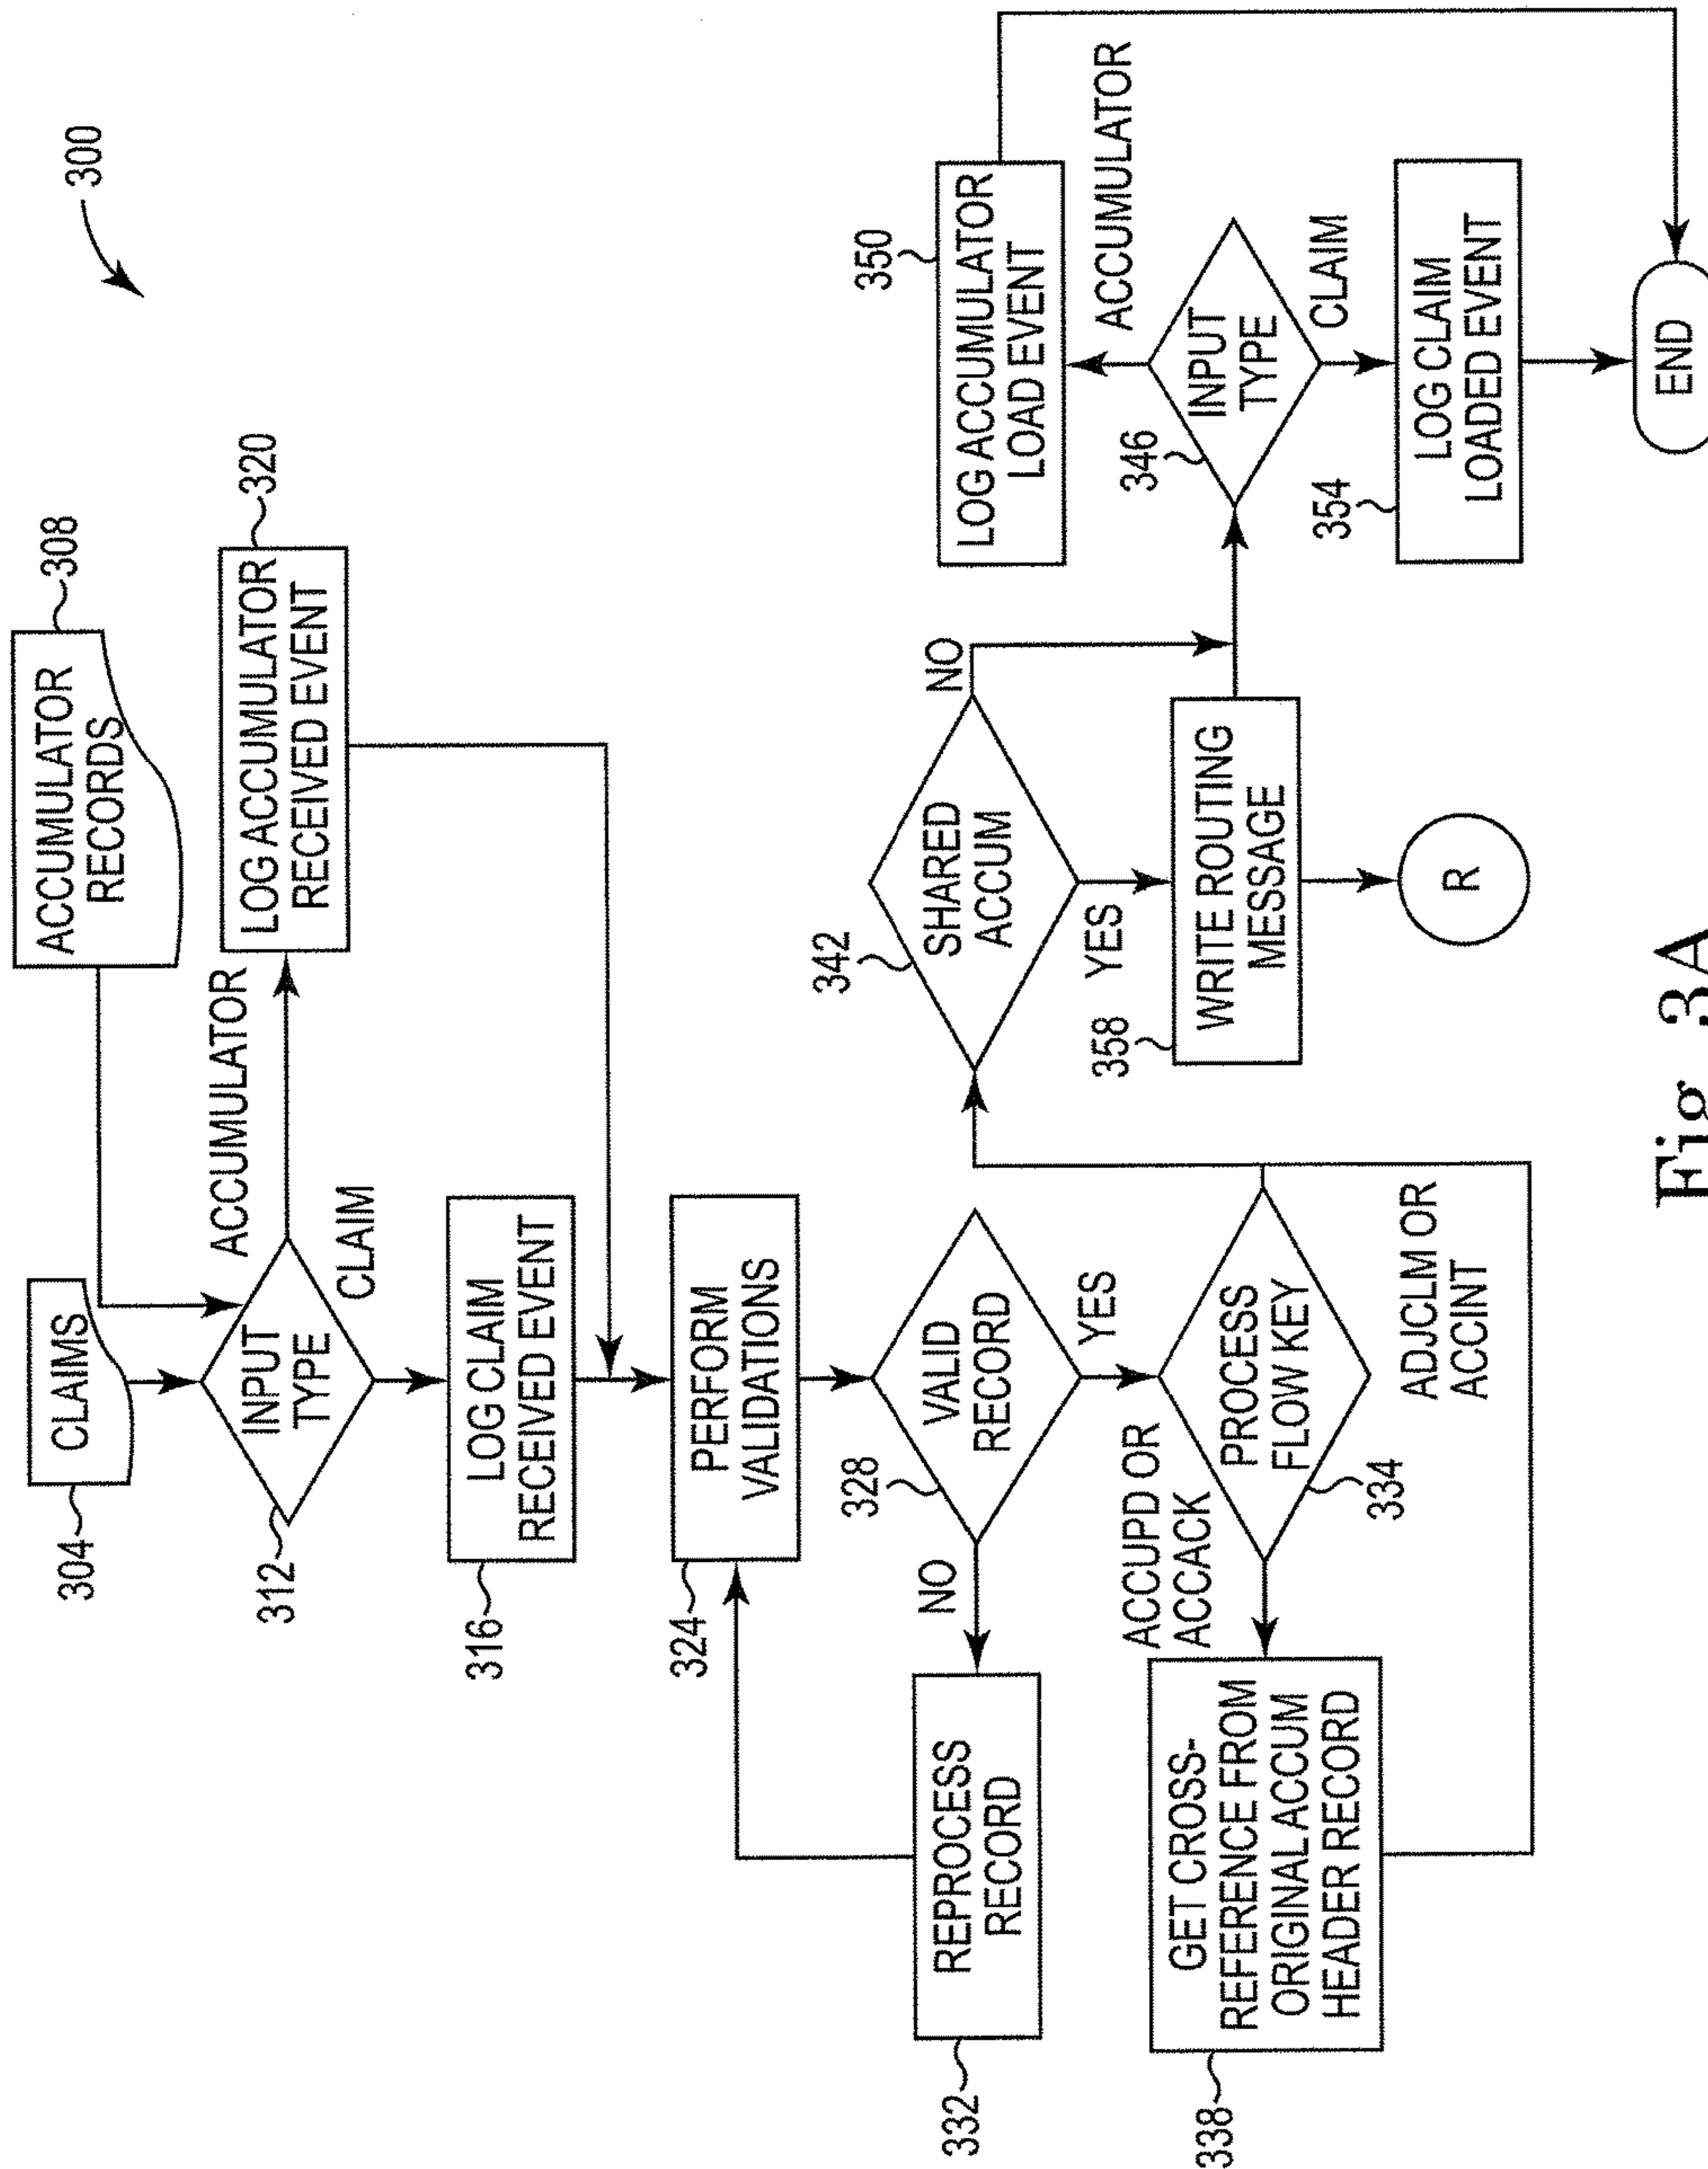 300
304
CLAIMS
308
ACCUMULATOR
RECORDS
312
INPUT
TYPE
ACCUMULATOR
CLAIM
320
LOG ACCUMULATOR
RECEIVED EVENT
316
LOG CLAIM
RECEIVED EVENT
324
PERFORM
VALIDATIONS
328
VALID
RECORD
NO
YES
332
REPROCESS
RECORD
334
PROCESS
FLOW KEY
ACCUPD OR
ACCACK
ADJCLM OR
ACCINT
338
GET CROSS-
REFERENCE FROM
ORIGINAL ACCUM
HEADER RECORD
342
SHARED
ACCUM
NO
YES
358
WRITE ROUTING
MESSAGE
R
346
INPUT
TYPE
ACCUMULATOR
CLAIM
350
LOG ACCUMULATOR
LOAD EVENT
354
LOG CLAIM
LOADED EVENT
END
Fig. 3A